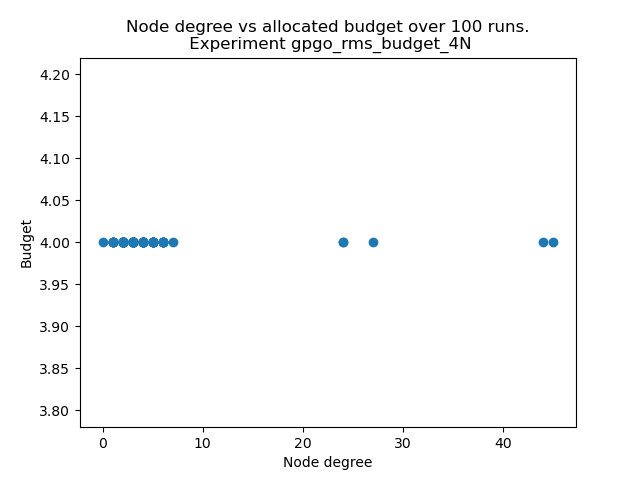 Node degree vs allocated budget over 100 runs.
Experiment gpgo_rms_budget_4N
4.20
4.15
4.10
4.05
4.00
3.95
3.90
3.85
3.80
Budget
0 10 20 30 40
Node degree